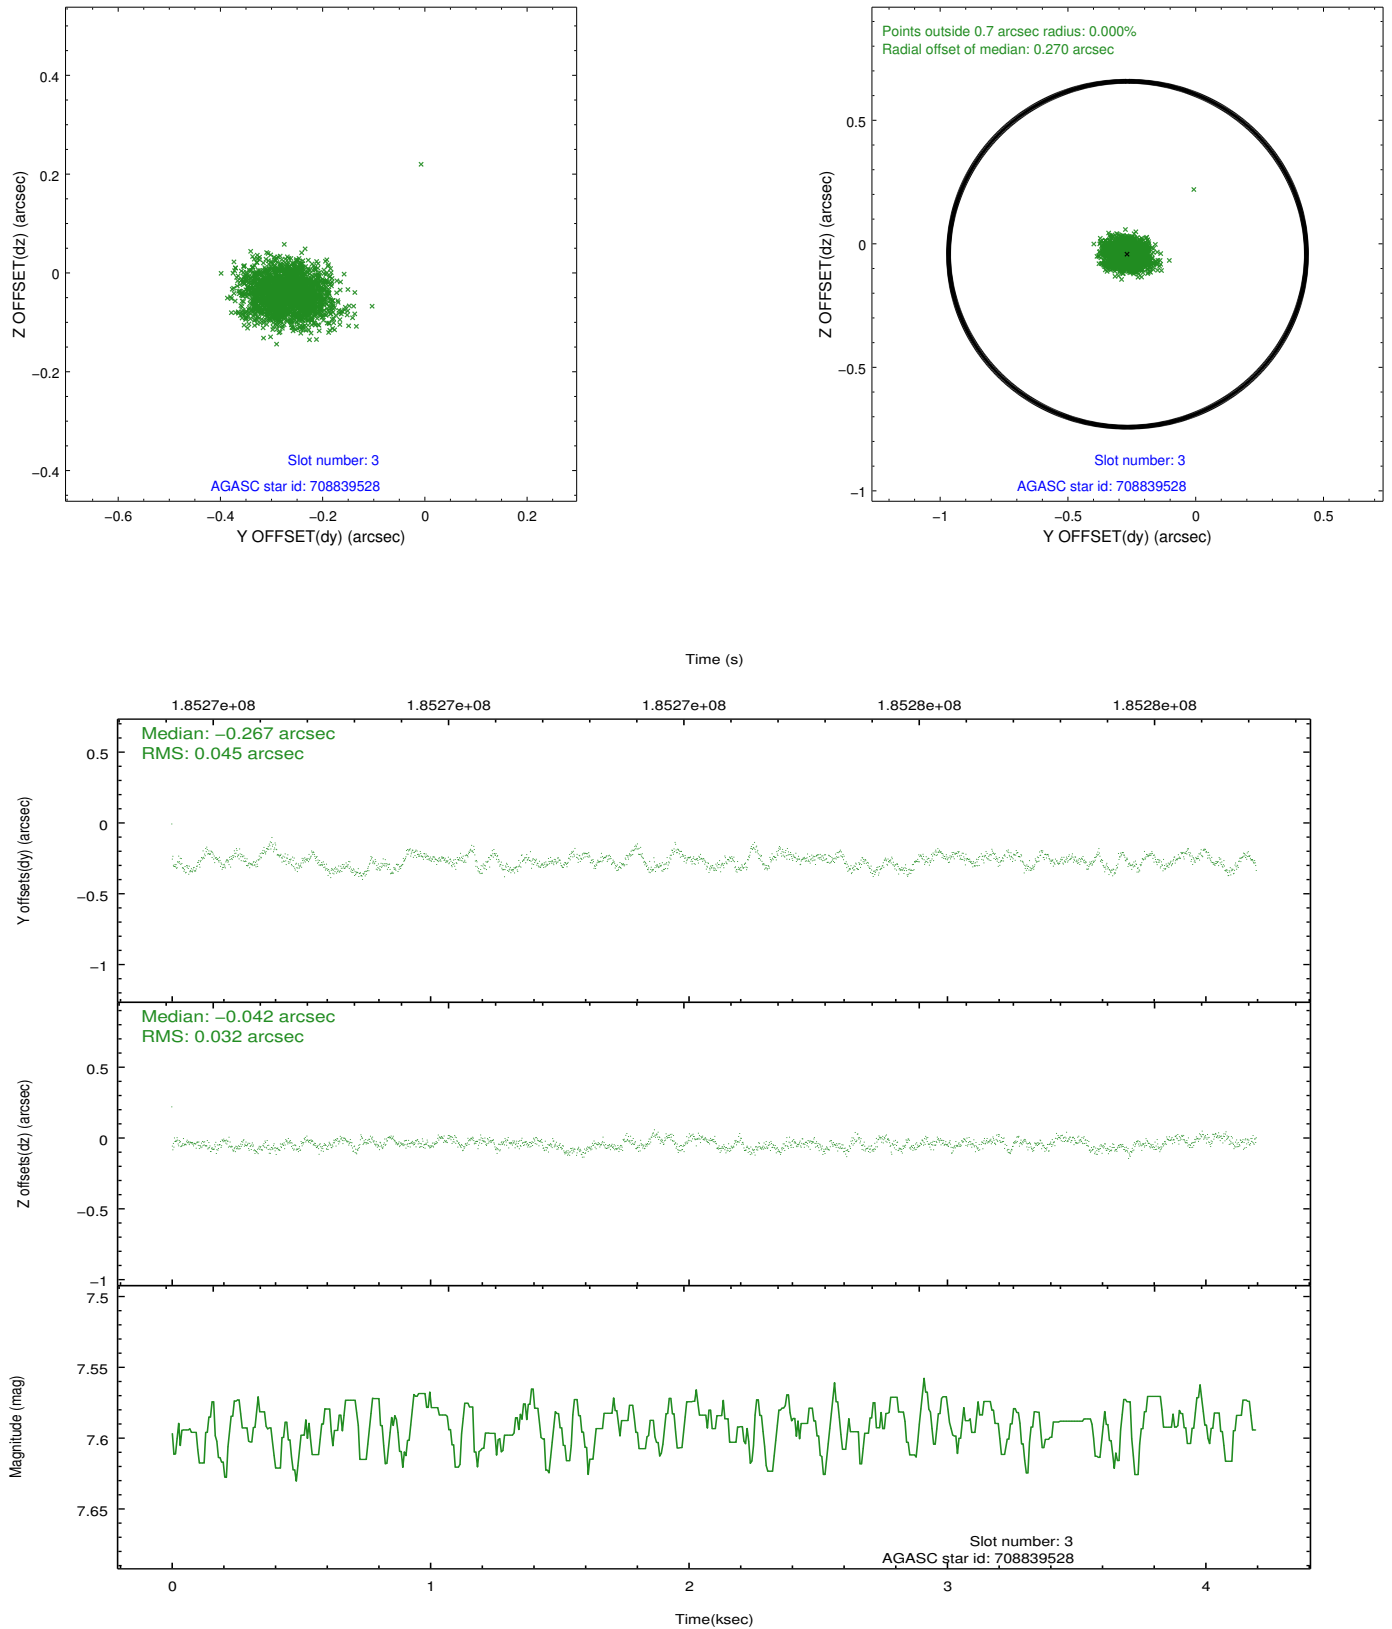 0.4
0.2
0
−0.2
−0.4
Z OFFSET(dz) (arcsec)
Slot number: 3
AGASC star id: 708839528
−0.6 −0.4 −0.2 0 0.2
Y OFFSET(dy) (arcsec)
Points outside 0.7 arcsec radius: 0.000%
Radial offset of median: 0.270 arcsec
0.5
0
−0.5
−1
Z OFFSET(dz) (arcsec)
Slot number: 3
AGASC star id: 708839528
−1 −0.5 0 0.5
Y OFFSET(dy) (arcsec)
Time (s)
1.8527e+08 1.8527e+08 1.8527e+08 1.8528e+08 1.8528e+08
Median: −0.267 arcsec
RMS: 0.045 arcsec
0.5
0
−0.5
−1
Y offsets(dy) (arcsec)
Median: −0.042 arcsec
RMS: 0.032 arcsec
0.5
0
−0.5
−1
Z offsets(dz) (arcsec)
7.5
7.55
7.6
7.65
Magnitude (mag)
Slot number: 3
AGASC star id: 708839528
0 1 2 3 4
Time(ksec)